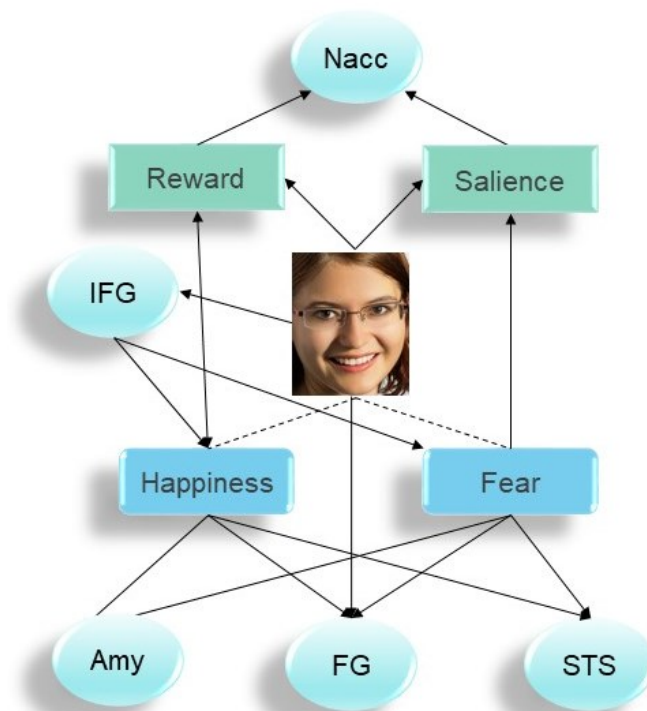 Nacc
Reward
Salience
IFG
Happiness
Fear
Amy
FG
STS